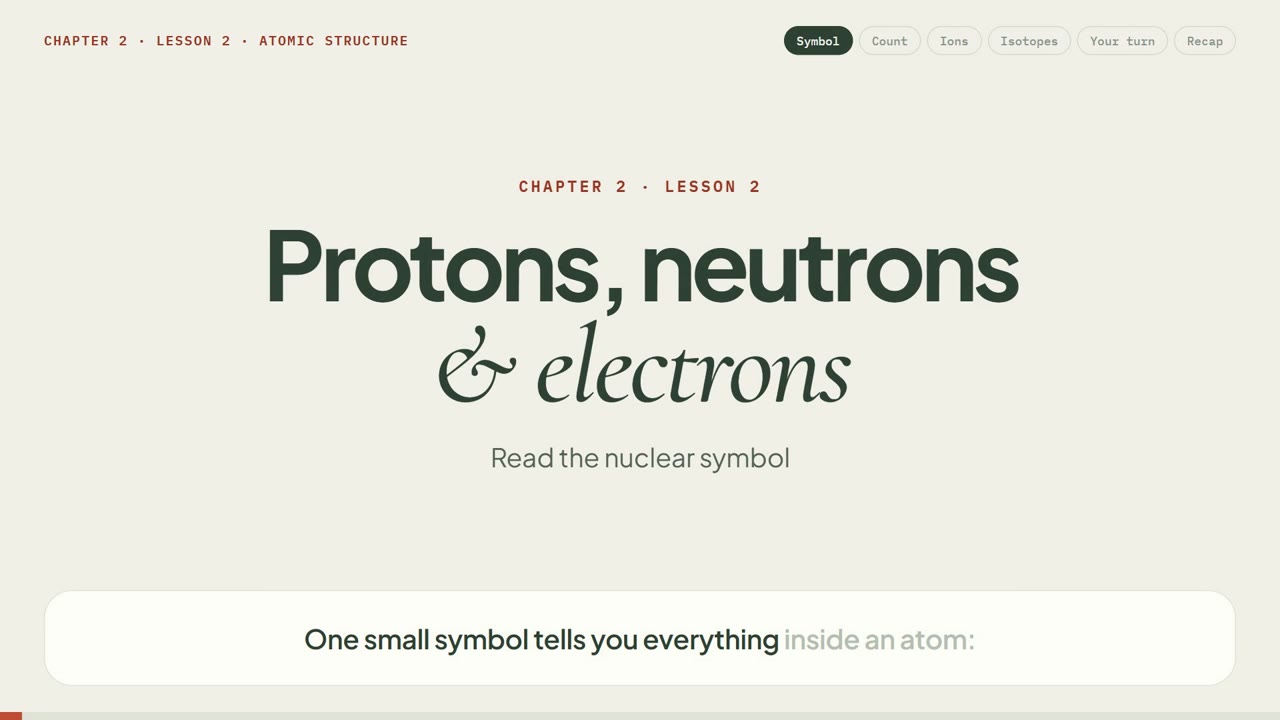 CHAPTER 2 · LESSON 2 · ATOMIC STRUCTURE
Symbol
Count
Ions
Isotopes
Your turn
Recap
CHAPTER 2 · LESSON 2
Protons, neutrons
& electrons
Read the nuclear symbol
One small symbol tells you everything inside an atom: